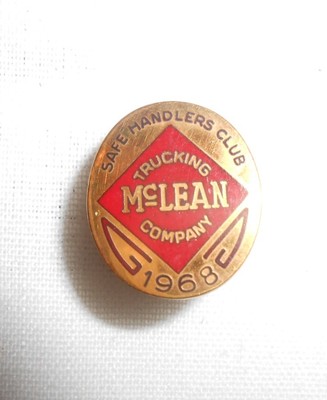 SAFE HANDLERS CLUB
TRUCKING
McLEAN
COMPANY
1968